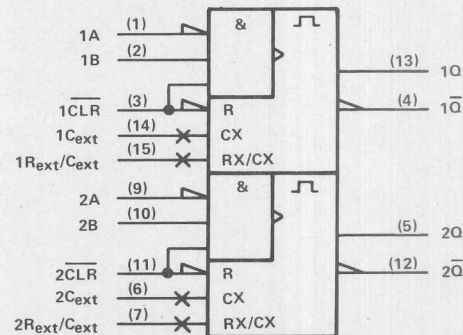 1A (1) &
1B (2)
(13) 1Q
1CLR (3) R (4) 1Q
1Cext (14) CX
1Rext/Cext (15) RX/CX
2A (9) &
2B (10)
(5) 2Q
2CLR (11) R (12) 2Q
2Cext (6) CX
2Rext/Cext (7) RX/CX